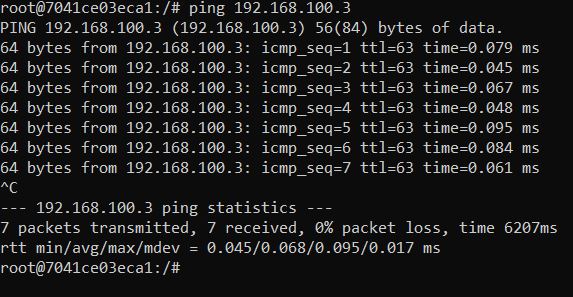 root@7041ce03eca1:/# ping 192.168.100.3
PING 192.168.100.3 (192.168.100.3) 56(84) bytes of data.
64 bytes from 192.168.100.3: icmp_seq=1 ttl=63 time=0.079 ms
64 bytes from 192.168.100.3: icmp_seq=2 ttl=63 time=0.045 ms
64 bytes from 192.168.100.3: icmp_seq=3 ttl=63 time=0.067 ms
64 bytes from 192.168.100.3: icmp_seq=4 ttl=63 time=0.048 ms
64 bytes from 192.168.100.3: icmp_seq=5 ttl=63 time=0.095 ms
64 bytes from 192.168.100.3: icmp_seq=6 ttl=63 time=0.084 ms
64 bytes from 192.168.100.3: icmp_seq=7 ttl=63 time=0.061 ms
^C
--- 192.168.100.3 ping statistics ---
7 packets transmitted, 7 received, 0% packet loss, time 6207ms
rtt min/avg/max/mdev = 0.045/0.068/0.095/0.017 ms
root@7041ce03eca1:/#